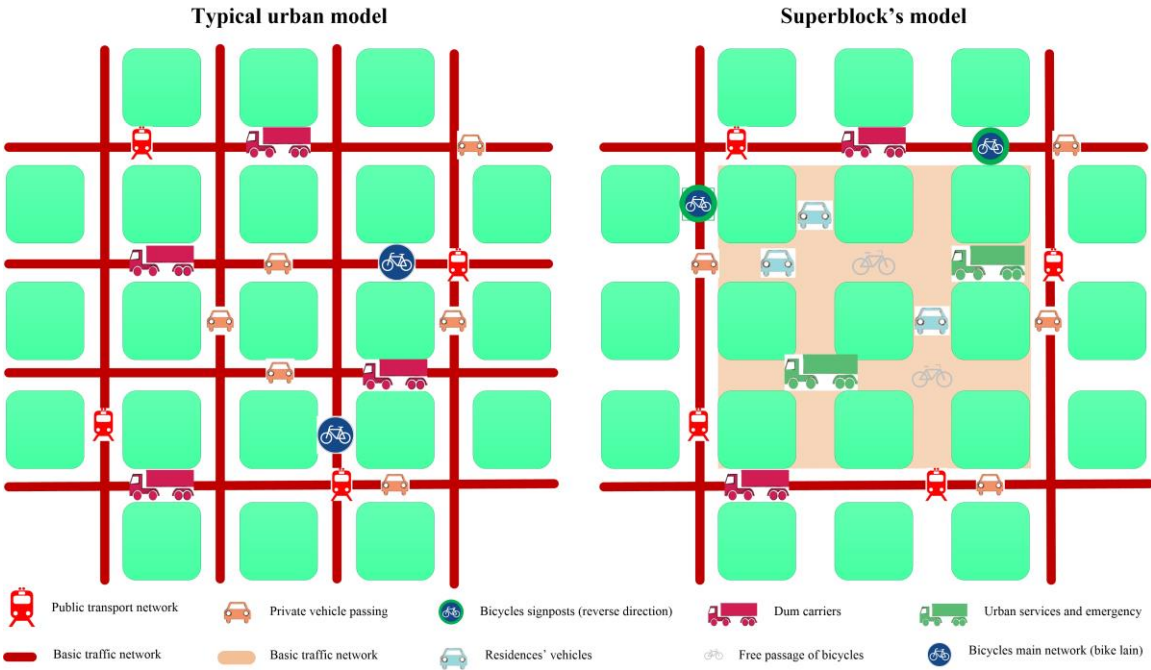 Typical urban model
Superblock's model
Public transport network
Private vehicle passing
Bicycles signposts (reverse direction)
Dum carriers
Urban services and emergency
Basic traffic network
Basic traffic network
Residences' vehicles
Free passage of bicycles
Bicycles main network (bike lain)